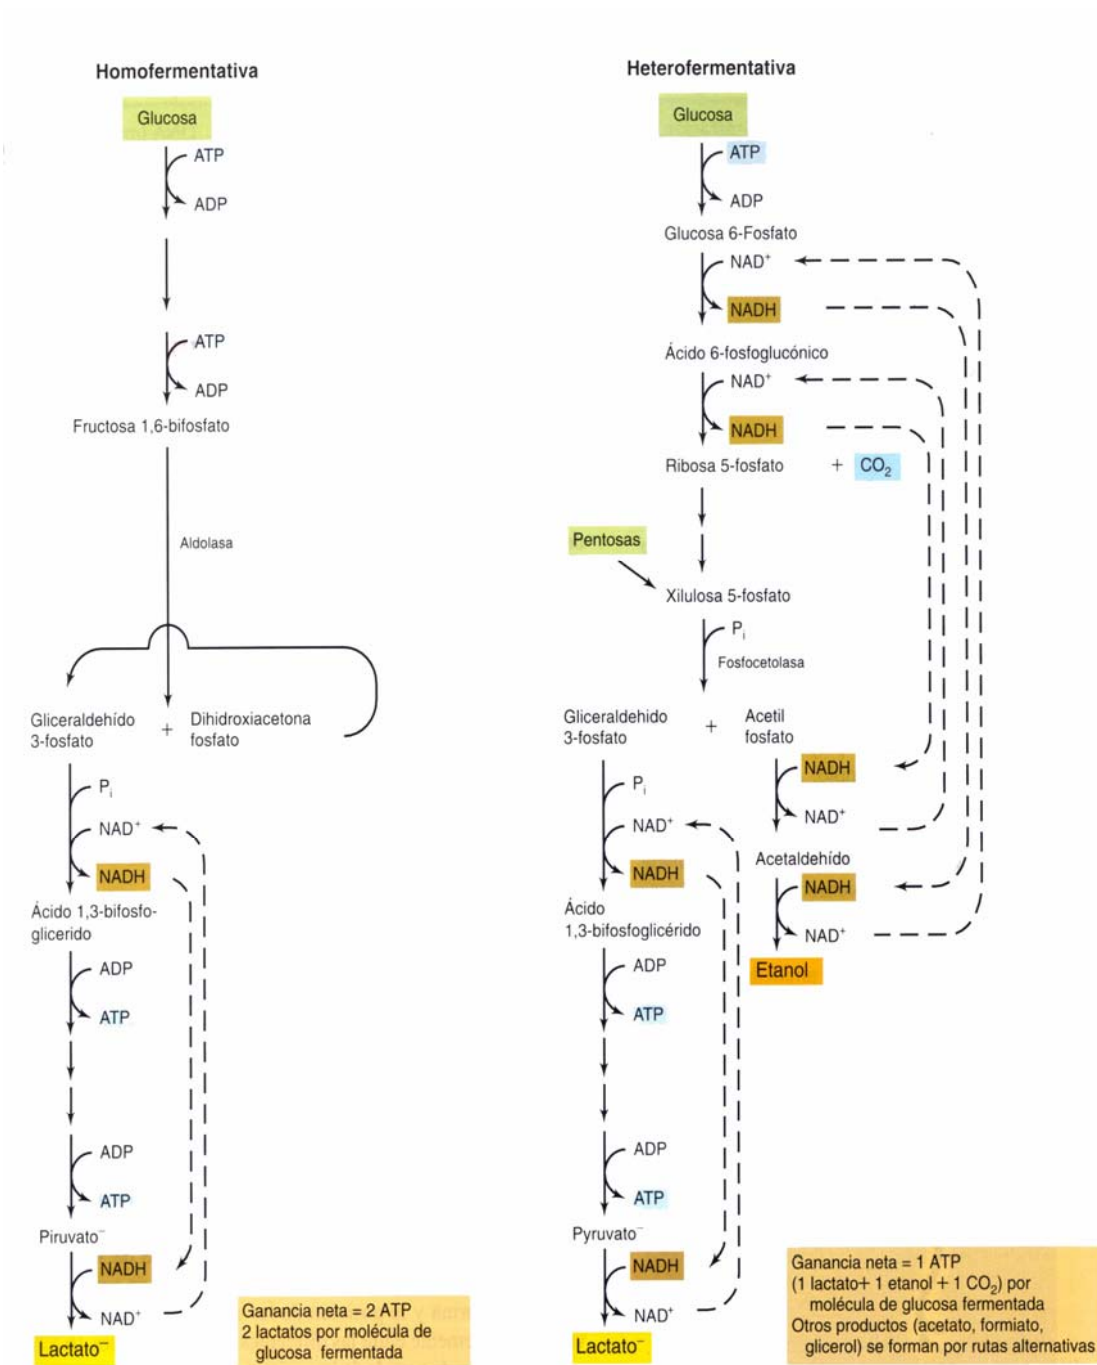 Homofermentativa
Glucosa
ATP
ADP
ATP
ADP
Fructosa 1,6-bifosfato
Aldolasa
Gliceraldehído
3-fosfato
+
Dihidroxiacetona
fosfato
Pi
NAD+
NADH
Ácido 1,3-bisfosfo-
glicerido
ADP
ATP
ADP
ATP
Piruvato–
NADH
NAD+
Lactato–
Ganancia neta = 2 ATP
2 lactatos por molécula de
glucosa fermentada
Heterofermentativa
Glucosa
ATP
ADP
Glucosa 6-Fosfato
NAD+
NADH
Ácido 6-fosfoglucónico
NAD+
NADH
Ribosa 5-fosfato + CO2
Pentosas
Xilulosa 5-fosfato
Pi
Fosfocetolasa
Gliceraldehido
3-fosfato
+
Acetil
fosfato
NADH
NAD+
Acetaldehído
NADH
NAD+
Etanol
Pi
NAD+
NADH
Ácido
1,3-bifosfoglicérido
ADP
ATP
ADP
ATP
Pyruvato–
NADH
NAD+
Lactato–
Ganancia neta = 1 ATP
(1 lactato+ 1 etanol + 1 CO2) por
molécula de glucosa fermentada
Otros productos (acetato, formiato,
glicerol) se forman por rutas alternativas